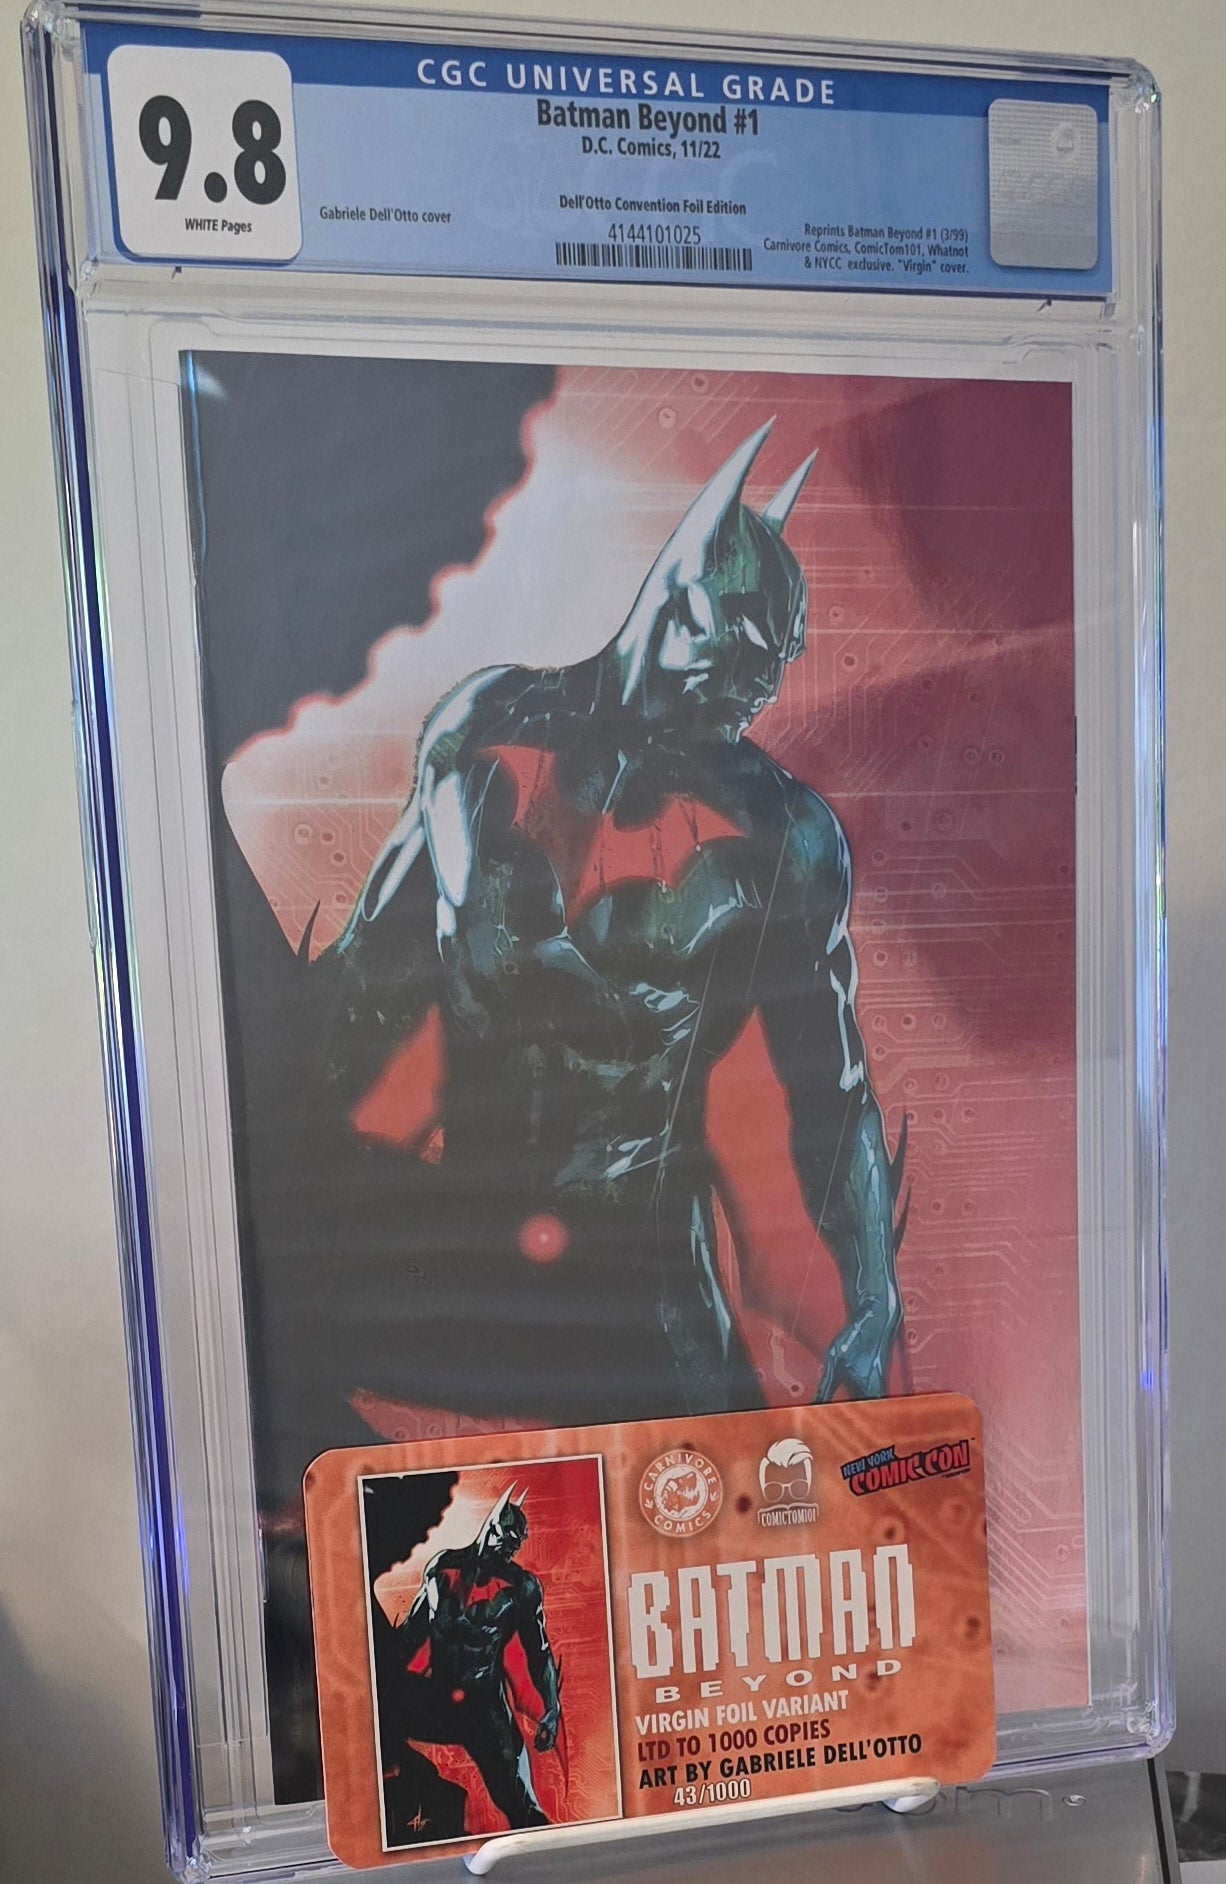 CGC UNIVERSAL GRADE
9.8
WHITE Pages
Batman Beyond #1
D.C. Comics, 11/22
Gabriele Dell'Otto cover
Dell'Otto Convention Foil Edition
4144101025
Reprints Batman Beyond #1 (3/99)
Carnivore Comics, ComicTom101, Whatnot
& NYCC exclusive. "Virgin" cover.
CARNIVORE
COMICS
COMICTOM101
NEW YORK
COMIC CON
BATMAN
BEYOND
VIRGIN FOIL VARIANT
LTD TO 1000 COPIES
ART BY GABRIELE DELL'OTTO
43/1000